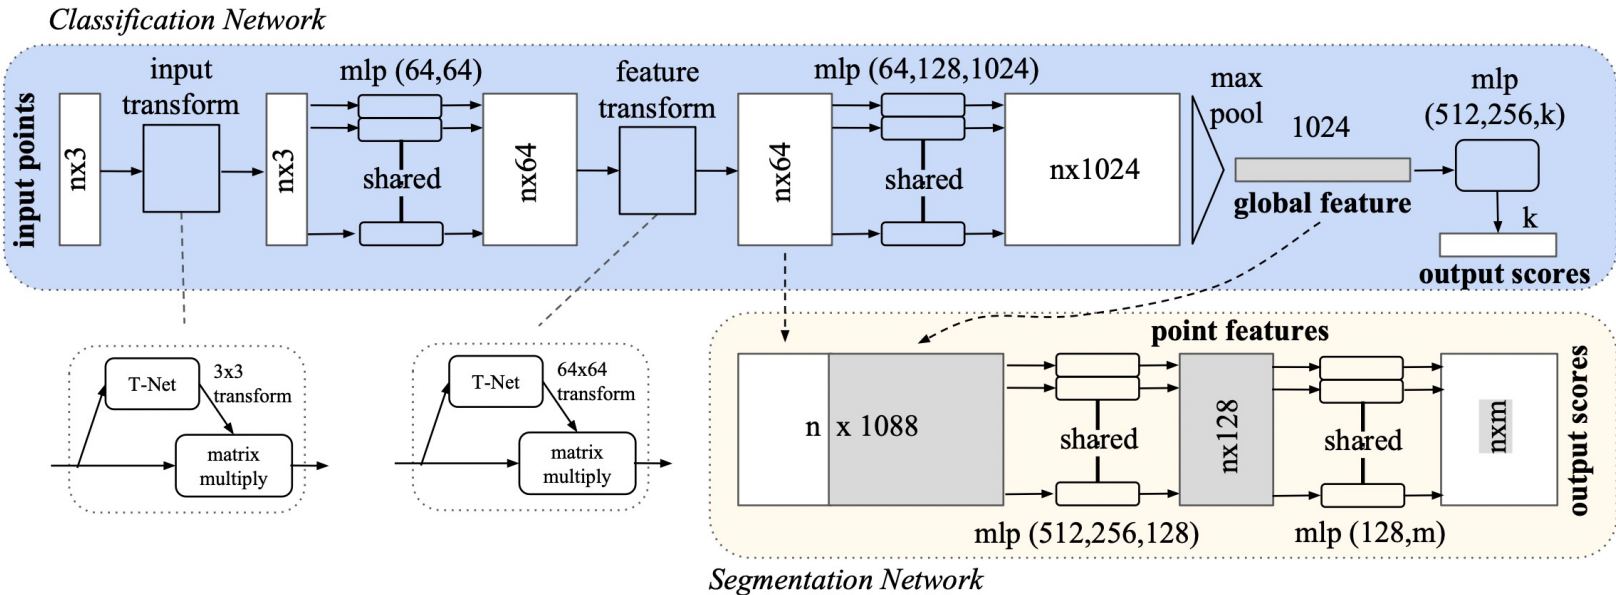 Classification Network
input points
nx3
input
transform
nx3
mlp (64,64)
shared
nx64
feature
transform
nx64
mlp (64,128,1024)
shared
nx1024
max
pool
1024
global feature
mlp
(512,256,k)
k
output scores
T-Net
3x3
transform
matrix
multiply
T-Net
64x64
transform
matrix
multiply
point features
n x 1088
shared
mlp (512,256,128)
nx128
shared
mlp (128,m)
nxm
output scores
Segmentation Network